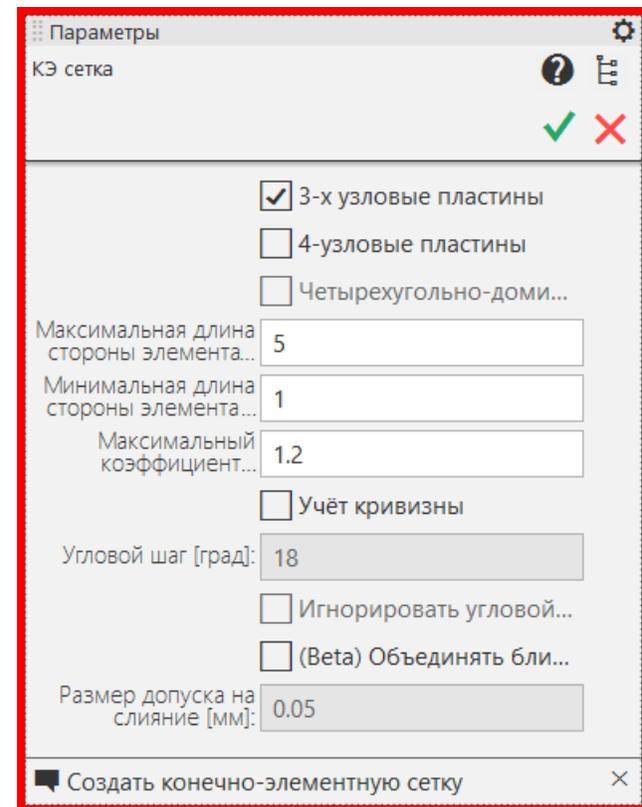 Параметры
КЭ сетка
3-х узловые пластины
4-узловые пластины
Четырехугольно-доми...
Максимальная длина
стороны элемента...
5
Минимальная длина
стороны элемента...
1
Максимальный
коэффициент...
1.2
Учёт кривизны
Угловой шаг [град]:
18
Игнорировать угловой...
(Beta) Объединять бли...
Размер допуска на
слияние [мм]:
0.05
Создать конечно-элементную сетку